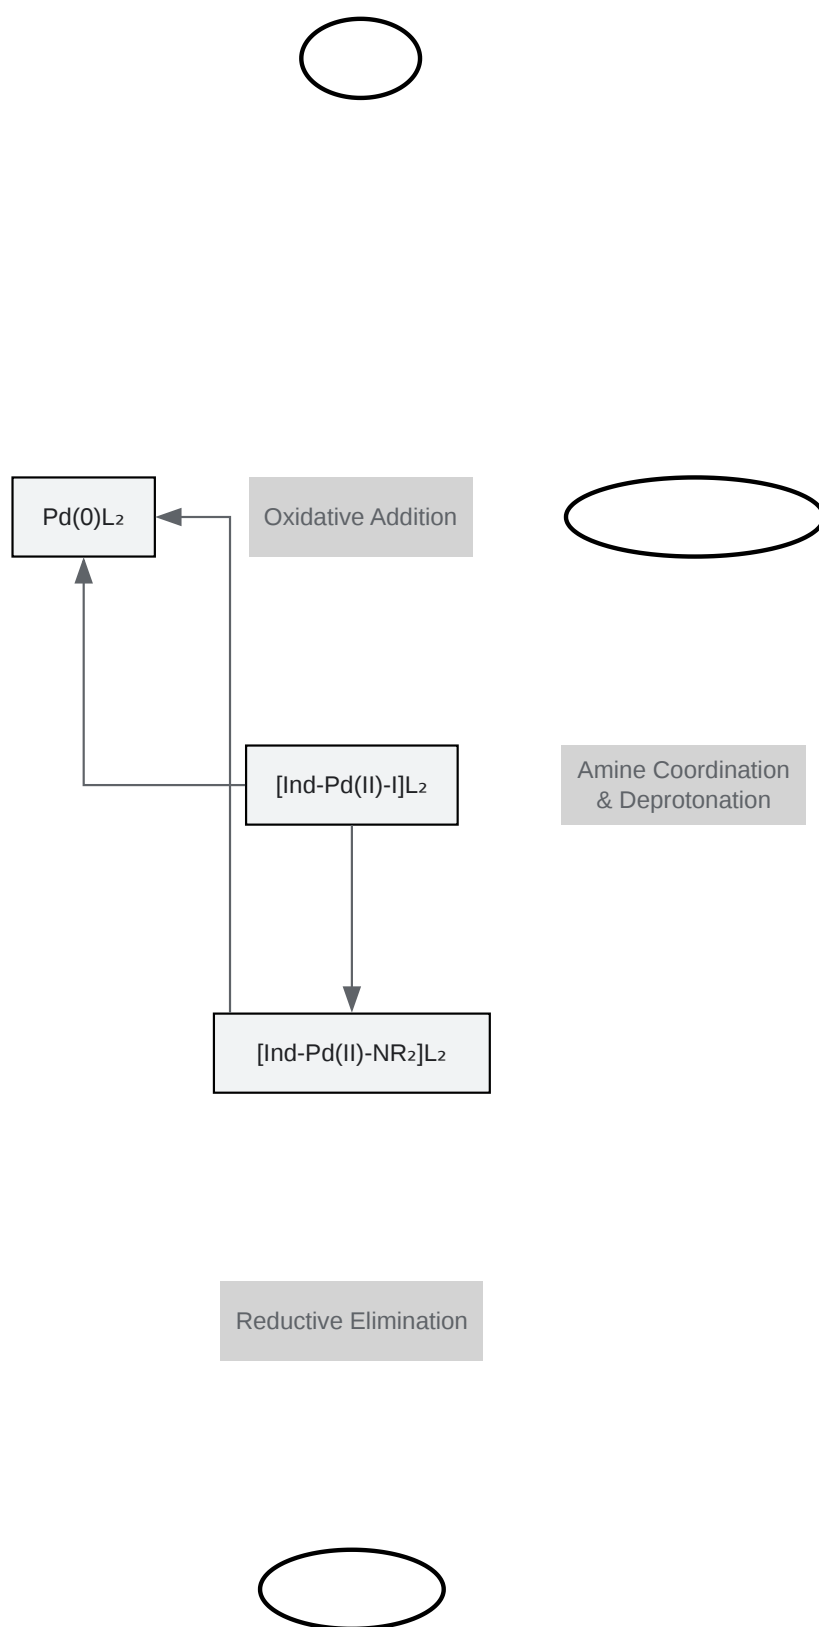 Pd(0)L₂
Oxidative Addition
[Ind-Pd(II)-I]L₂
Amine Coordination
& Deprotonation
[Ind-Pd(II)-NR₂]L₂
Reductive Elimination